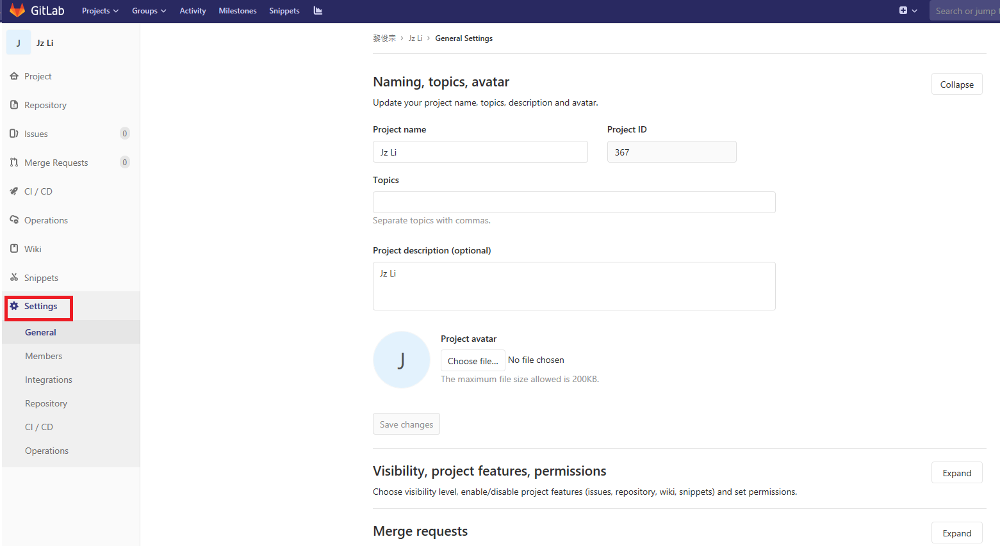 GitLab Projects Groups Activity Milestones Snippets Search or jump t
J Jz Li
Project
Repository
Issues 0
Merge Requests 0
CI / CD
Operations
Wiki
Snippets
Settings
General
Members
Integrations
Repository
CI / CD
Operations
黎俊宗 › Jz Li › General Settings
Naming, topics, avatar
Collapse
Update your project name, topics, description and avatar.
Project name Project ID
Jz Li 367
Topics
Separate topics with commas.
Project description (optional)
Jz Li
J
Project avatar
Choose file... No file chosen
The maximum file size allowed is 200KB.
Save changes
Visibility, project features, permissions
Expand
Choose visibility level, enable/disable project features (issues, repository, wiki, snippets) and set permissions.
Merge requests
Expand